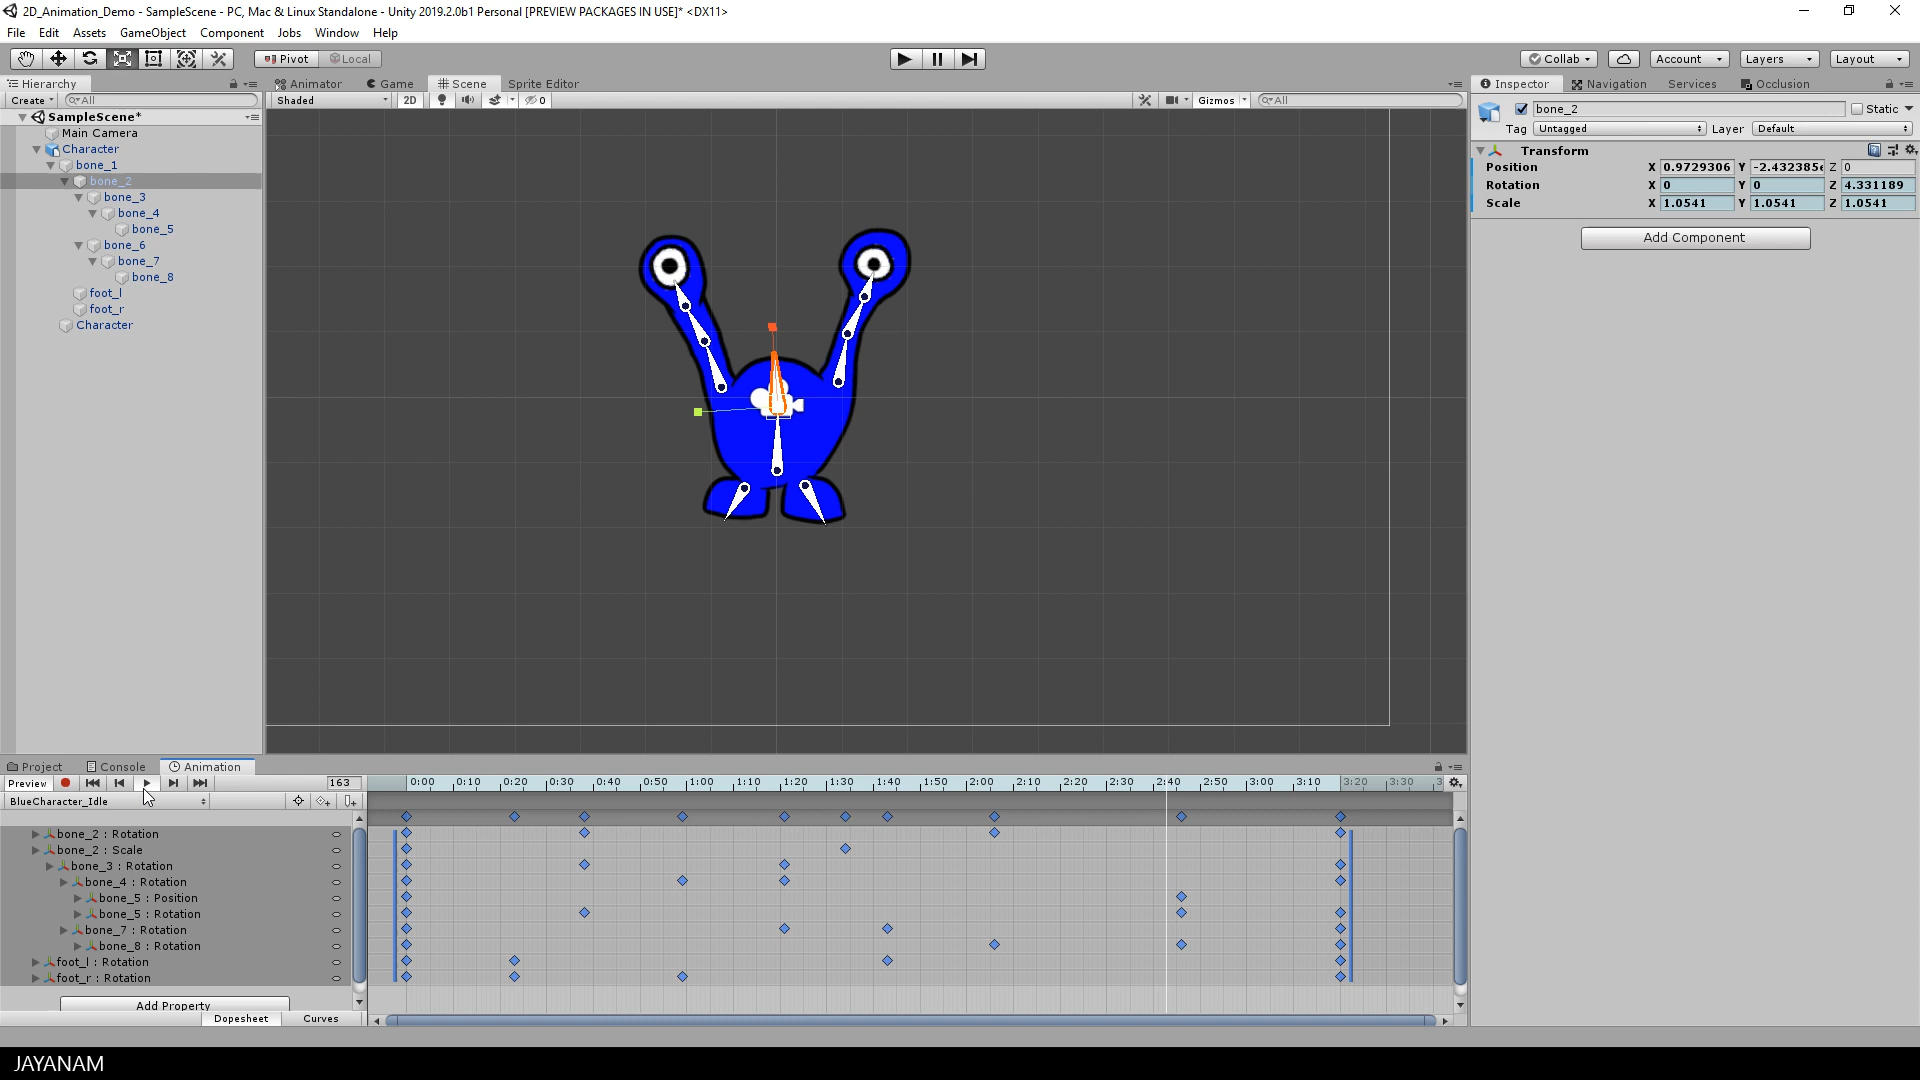 2D_Animation_Demo - SampleScene - PC, Mac & Linux Standalone - Unity 2019.2.0b1 Personal [PREVIEW PACKAGES IN USE]* <DX11>
File Edit Assets GameObject Component Jobs Window Help
Pivot Local Collab Account Layers Layout
Hierarchy Animator Game Scene Sprite Editor Inspector Navigation Services Occlusion
Create All Shaded 2D 0 Gizmos All
SampleScene*
Main Camera
Character
bone_1
bone_2
bone_3
bone_4
bone_5
bone_6
bone_7
bone_8
foot_l
foot_r
Character
bone_2 Static
Tag Untagged Layer Default
Transform
Position X 0.9729306 Y -2.432385 Z 0
Rotation X 0 Y 0 Z 4.331189
Scale X 1.0541 Y 1.0541 Z 1.0541
Add Component
Project Console Animation
Preview 163 0:00 0:10 0:20 0:30 0:40 0:50 1:00 1:10 1:20 1:30 1:40 1:50 2:00 2:10 2:20 2:30 2:40 2:50 3:00 3:10 3:20 3:30 3
BlueCharacter_Idle
bone_2 : Rotation
bone_2 : Scale
bone_3 : Rotation
bone_4 : Rotation
bone_5 : Position
bone_5 : Rotation
bone_7 : Rotation
bone_8 : Rotation
foot_l : Rotation
foot_r : Rotation
Add Property
Dopesheet Curves
JAYANAM